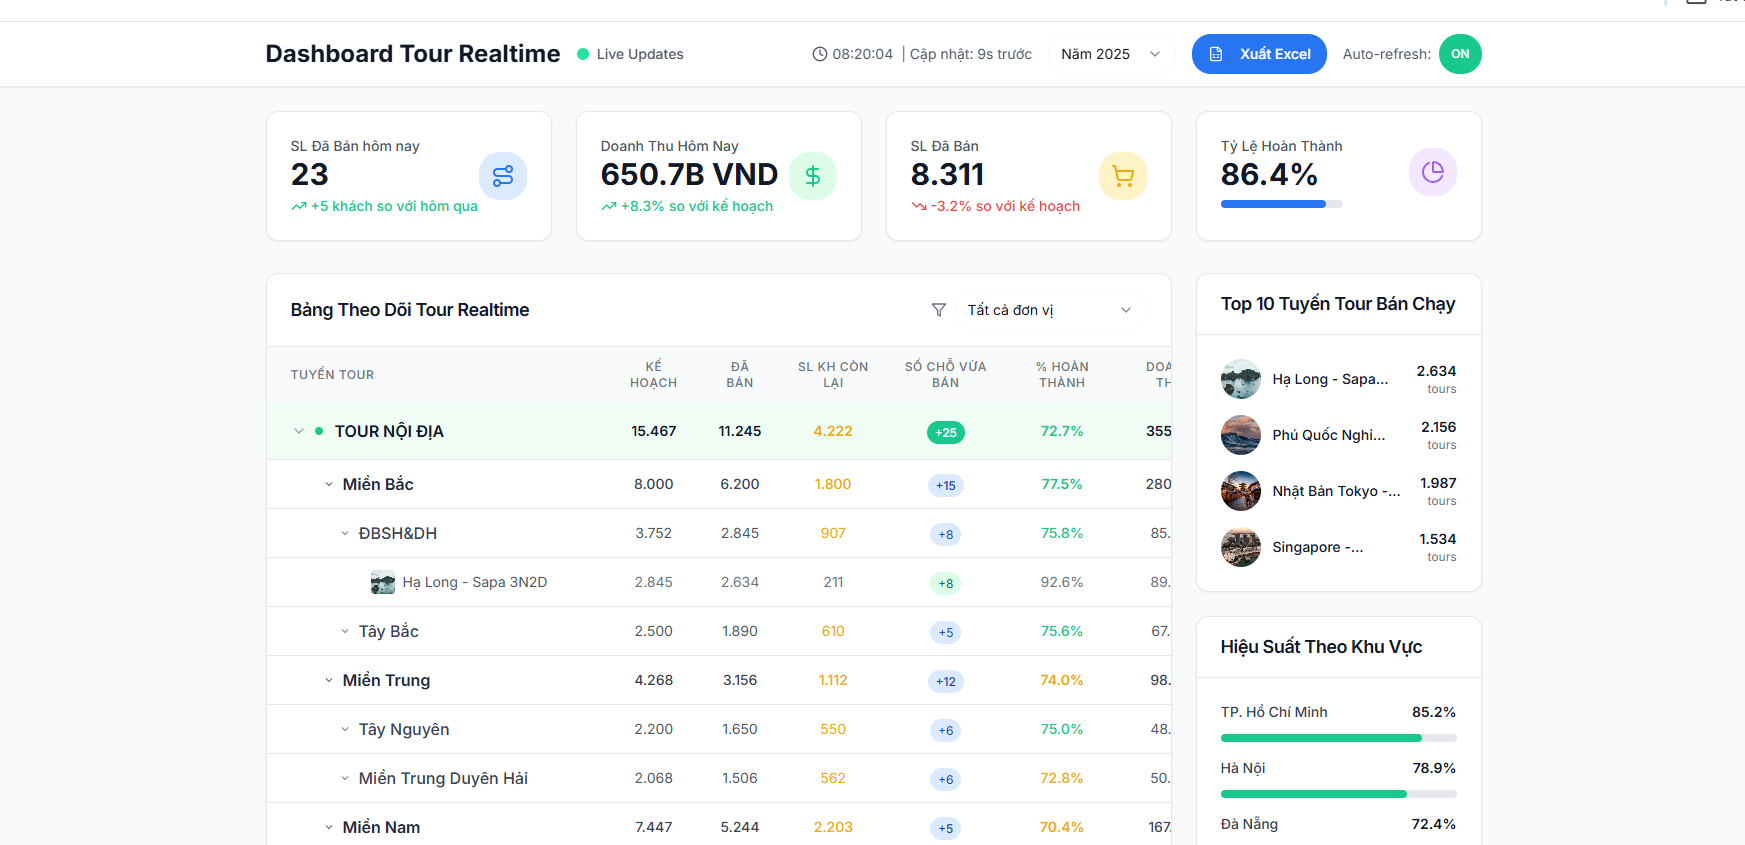 Dashboard Tour Realtime
Live Updates
08:20:04 | Cập nhật: 9s trước
Năm 2025
Xuất Excel
Auto-refresh:
ON
SL Đã Bán hôm nay
23
+5 khách so với hôm qua
Doanh Thu Hôm Nay
650.7B VND
+8.3% so với kế hoạch
SL Đã Bán
8.311
-3.2% so với kế hoạch
Tỷ Lệ Hoàn Thành
86.4%
Bảng Theo Dõi Tour Realtime
Tất cả đơn vị
TUYẾN TOUR
KẾ
HOẠCH
ĐÃ
BÁN
SL KH CÒN
LẠI
SỐ CHỖ VỪA
BÁN
% HOÀN
THÀNH
DOA
TH
TOUR NỘI ĐỊA 15.467 11.245 4.222 +25 72.7% 355
Miền Bắc 8.000 6.200 1.800 +15 77.5% 280
ĐBSH&DH 3.752 2.845 907 +8 75.8% 85.
Hạ Long - Sapa 3N2D 2.845 2.634 211 +8 92.6% 89.
Tây Bắc 2.500 1.890 610 +5 75.6% 67.
Miền Trung 4.268 3.156 1.112 +12 74.0% 98.
Tây Nguyên 2.200 1.650 550 +6 75.0% 48.
Miền Trung Duyên Hải 2.068 1.506 562 +6 72.8% 50.
Miền Nam 7.447 5.244 2.203 +5 70.4% 167.
Top 10 Tuyến Tour Bán Chạy
Hạ Long - Sapa... 2.634
tours
Phú Quốc Nghi... 2.156
tours
Nhật Bản Tokyo -... 1.987
tours
Singapore -... 1.534
tours
Hiệu Suất Theo Khu Vực
TP. Hồ Chí Minh 85.2%
Hà Nội 78.9%
Đà Nẵng 72.4%